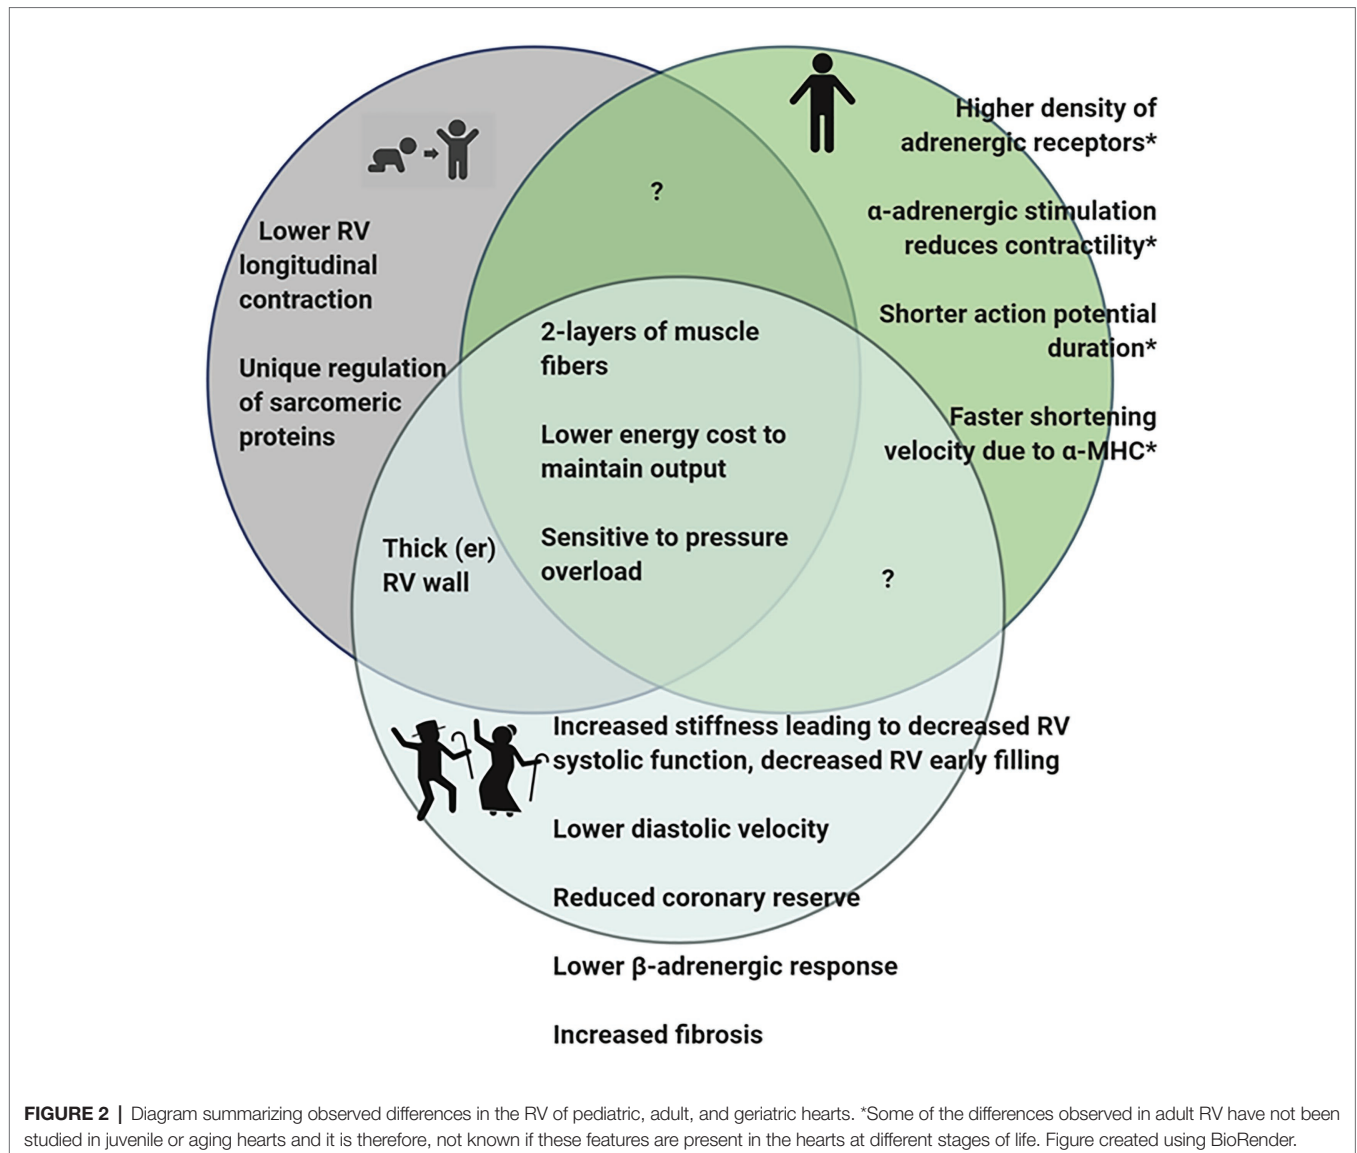 Higher density of
adrenergic receptors*
?
α-adrenergic stimulation
reduces contractility*
Lower RV
longitudinal
contraction
Shorter action potential
duration*
2-layers of muscle
fibers
Unique regulation
of sarcomeric
proteins
Faster shortening
velocity due to α-MHC*
Lower energy cost to
maintain output
Thick (er)
RV wall
Sensitive to pressure
overload
?
Increased stiffness leading to decreased RV
systolic function, decreased RV early filling
Lower diastolic velocity
Reduced coronary reserve
Lower β-adrenergic response
Increased fibrosis
FIGURE 2 | Diagram summarizing observed differences in the RV of pediatric, adult, and geriatric hearts. *Some of the differences observed in adult RV have not been
studied in juvenile or aging hearts and it is therefore, not known if these features are present in the hearts at different stages of life. Figure created using BioRender.